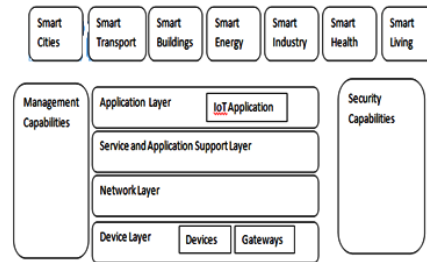 Smart Cities
Smart Transport
Smart Buildings
Smart Energy
Smart Industry
Smart Health
Smart Living
Management Capabilities
Application Layer
IoT Application
Service and Application Support Layer
Network Layer
Device Layer
Devices
Gateways
Security Capabilities